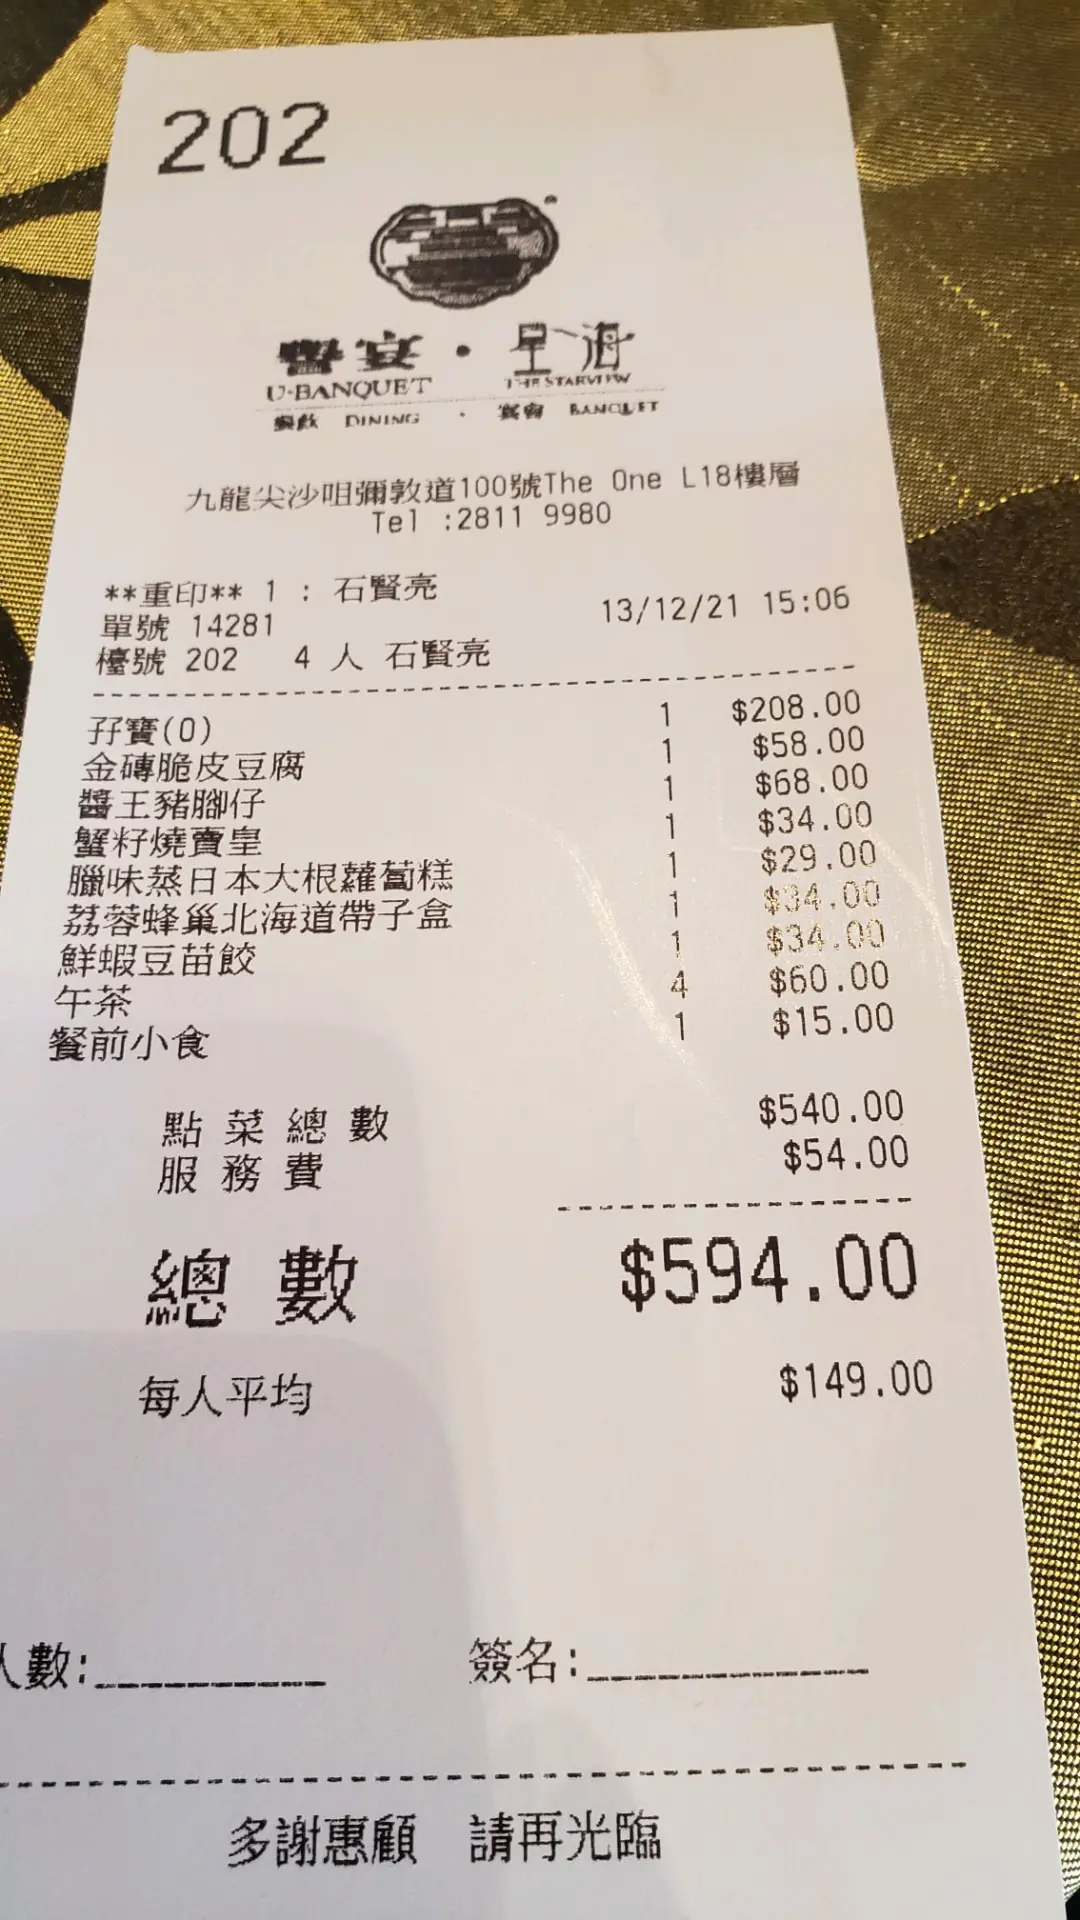 202
囍宴 · 星海
U-BANQUET THE STARVIEW
餐飲 DINING · 宴會 BANQUET
九龍尖沙咀彌敦道100號The One L18樓層
Tel :2811 9980
**重印** 1 : 石賢亮
單號 14281 13/12/21 15:06
檯號 202 4 人 石賢亮
孖寶(O) 1 $208.00
金磚脆皮豆腐 1 $58.00
醬王豬腳仔 1 $68.00
蟹籽燒賣皇 1 $34.00
臘味蒸日本大根蘿蔔糕 1 $29.00
荔蓉蜂巢北海道帶子盒 1 $34.00
鮮蝦豆苗餃 1 $34.00
午茶 4 $60.00
餐前小食 1 $15.00
點菜總數 $540.00
服務費 $54.00
總數 $594.00
每人平均 $149.00
人數:__________ 簽名:____________
多謝惠顧 請再光臨